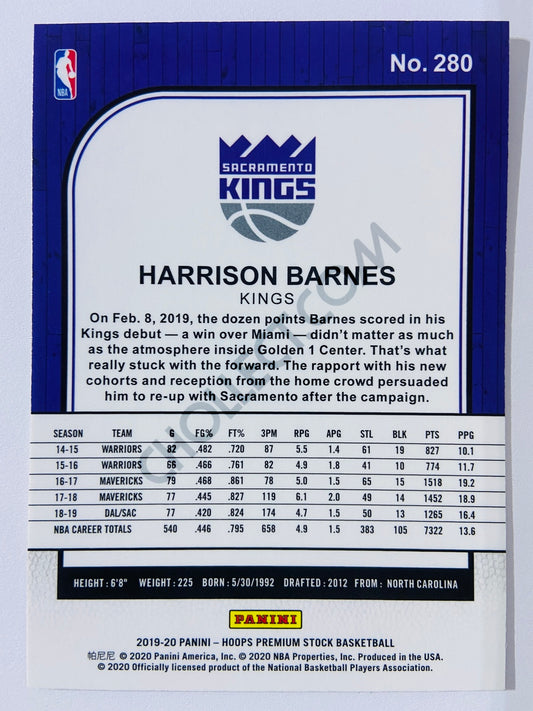 No. 280
NBA
SACRAMENTO
KINGS
HARRISON BARNES
KINGS
On Feb. 8, 2019, the dozen points Barnes scored in his
Kings debut — a win over Miami — didn't matter as much
as the atmosphere inside Golden 1 Center. That's what
really stuck with the forward. The rapport with his new
cohorts and reception from the home crowd persuaded
him to re-up with Sacramento after the campaign.
CHOLLECT.COM
SEASON TEAM G FG% FT% 3PM RPG APG STL BLK PTS PPG
14-15 WARRIORS 82 .482 .720 87 5.5 1.4 61 19 827 10.1
15-16 WARRIORS 66 .466 .761 82 4.9 1.8 41 10 774 11.7
16-17 MAVERICKS 79 .468 .861 78 5.0 1.5 65 15 1518 19.2
17-18 MAVERICKS 77 .445 .827 119 6.1 2.0 49 14 1452 18.9
18-19 DAL/SAC 77 .420 .824 174 4.7 1.5 50 13 1265 16.4
NBA CAREER TOTALS 540 .446 .795 658 4.9 1.5 383 105 7322 13.6
HEIGHT : 6'8" WEIGHT : 225 BORN : 5/30/1992 DRAFTED : 2012 FROM : NORTH CAROLINA
PANINI
2019-20 PANINI – HOOPS PREMIUM STOCK BASKETBALL
帕尼尼 © 2020 Panini America, Inc. © 2020 NBA Properties, Inc. Produced in the USA.
© 2020 Officially licensed product of the National Basketball Players Association.